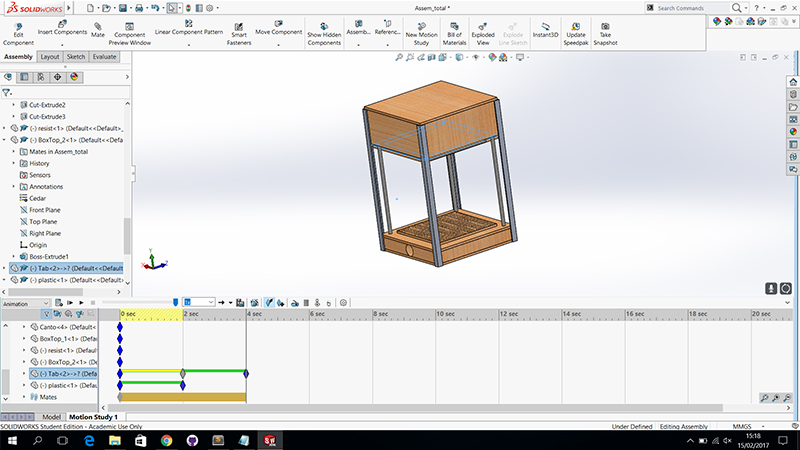 SOLIDWORKS
Assem_total *
Search Commands
Edit Component
Insert Components
Mate
Component Preview Window
Linear Component Pattern
Smart Fasteners
Move Component
Show Hidden Components
Assemb...
Referenc...
New Motion Study
Bill of Materials
Exploded View
Explode Line Sketch
Instant3D
Update Speedpak
Take Snapshot
Assembly Layout Sketch Evaluate
Cut-Extrude2
Cut-Extrude3
(-) resist<1> (Default<<Default>_
(-) BoxTop_2<1> (Default<<Defau
Mates in Assem_total
History
Sensors
Annotations
Cedar
Front Plane
Top Plane
Right Plane
Origin
Boss-Extrude1
(-) Tab<2>->? (Default<<Default
(-) plastic<1> (Default<<Default
Y
X
Z
Animation
1x
0 sec 2 sec 4 sec 6 sec 8 sec 10 sec 12 sec 14 sec 16 sec 18 sec 20 sec
Canto<4> (Default<
BoxTop_1<1> (Defau
(-) resist<1> (Default
(-) BoxTop_2<1> (De
(-) Tab<2>->? (Defau
(-) plastic<1> (Defau
Mates
Model Motion Study 1
SOLIDWORKS Student Edition - Academic Use Only
Under Defined Editing Assembly MMGS
15:18
15/02/2017